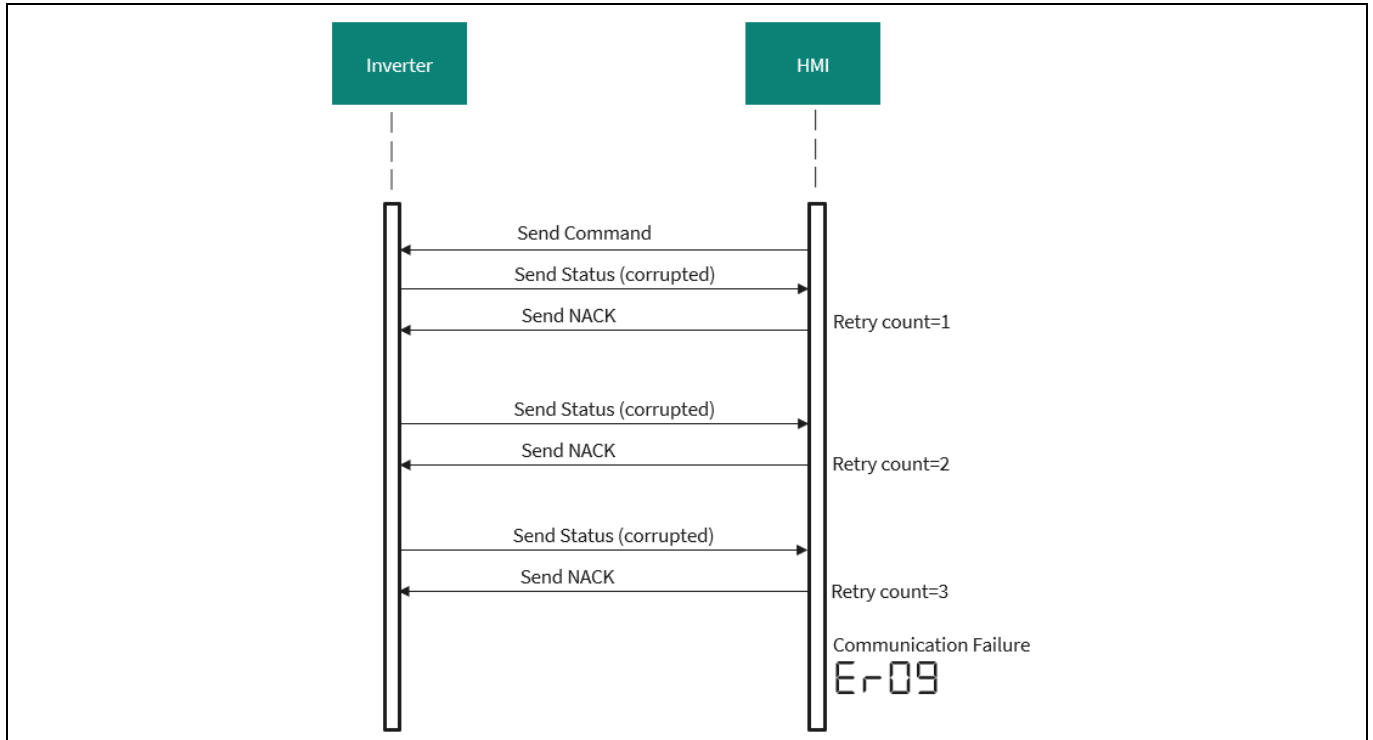 Inverter
HMI
Send Command
Send Status (corrupted)
Send NACK
Retry count=1
Send Status (corrupted)
Send NACK
Retry count=2
Send Status (corrupted)
Send NACK
Retry count=3
Communication Failure
Er09